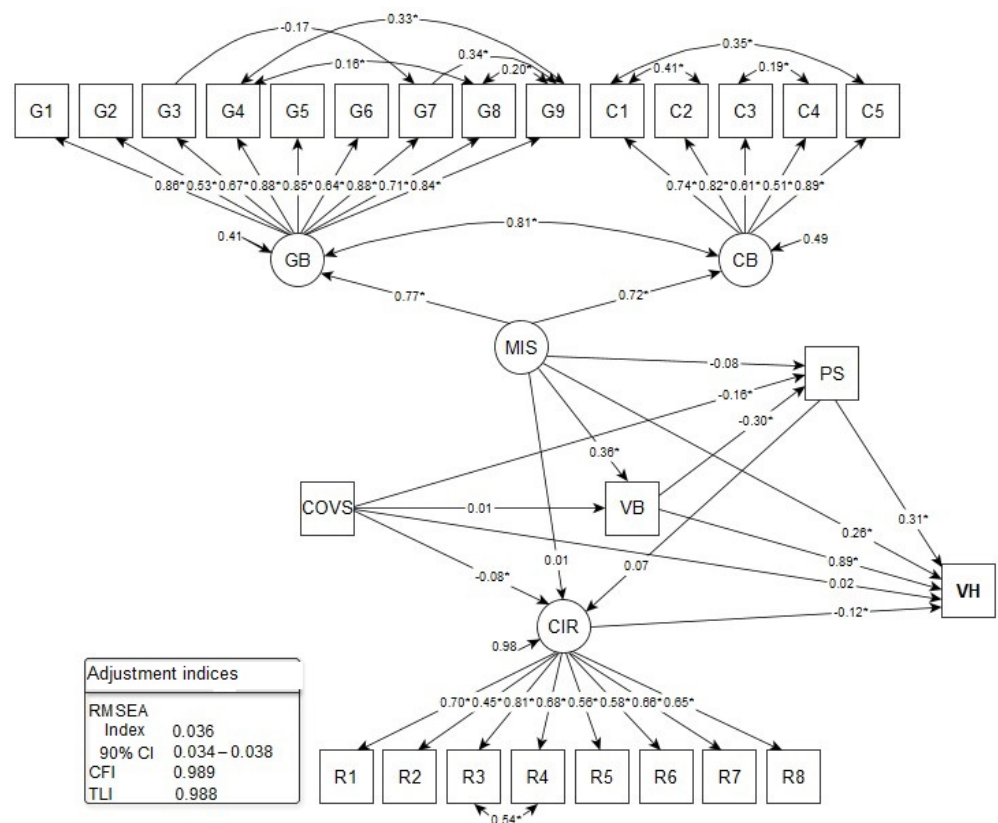 0.33*
-0.17
0.35*
0.34*
0.16* 0.20* 0.41* 0.19*
G1 G2 G3 G4 G5 G6 G7 G8 G9 C1 C2 C3 C4 C5
0.86* 0.53* 0.67* 0.88* 0.85* 0.64* 0.88* 0.71* 0.84* 0.74* 0.82* 0.61* 0.51* 0.89*
0.41 0.81* 0.49
GB CB
0.77* 0.72*
MIS
-0.08 PS
-0.16*
-0.30*
0.36*
COVS 0.01 VB
0.31*
0.26*
0.89*
-0.08* 0.01 0.07 0.02
VH
-0.12*
CIR
0.98
0.70* 0.45* 0.81* 0.68* 0.56* 0.58* 0.66* 0.65*
R1 R2 R3 R4 R5 R6 R7 R8
0.54*
Adjustment indices
RMSEA
Index 0.036
90% CI 0.034 – 0.038
CFI 0.989
TLI 0.988